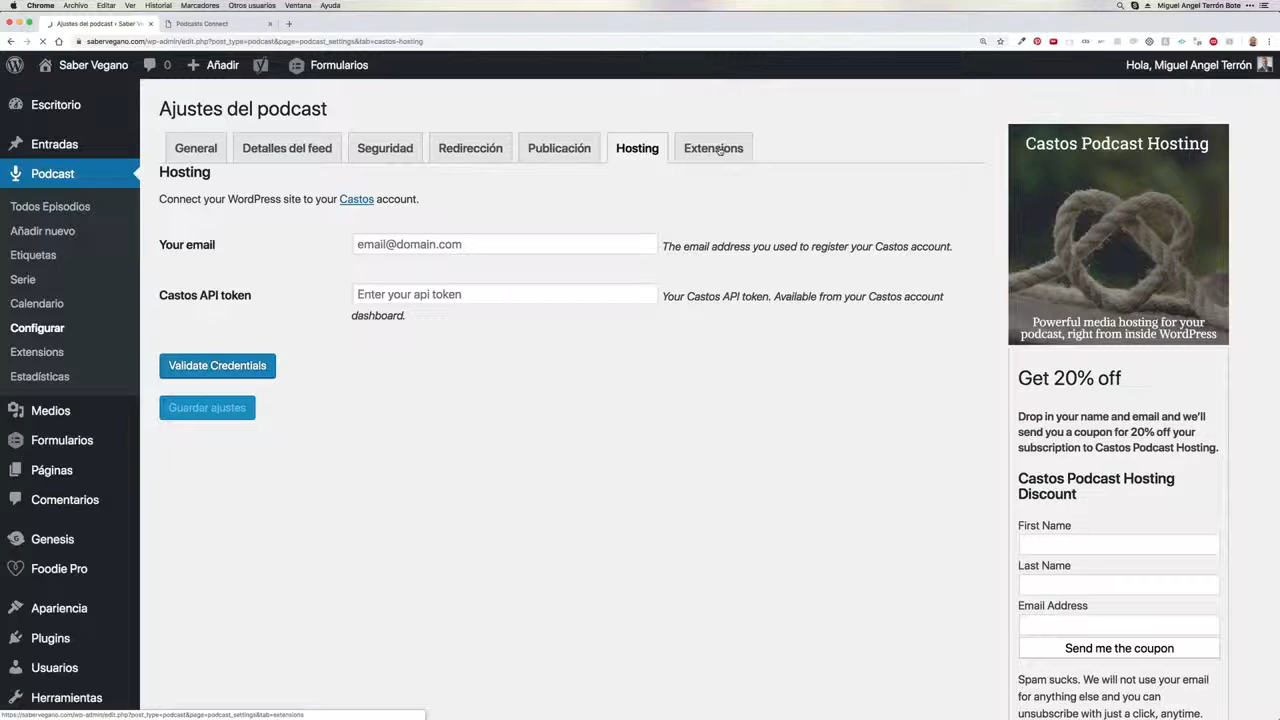 Chrome Archivo Editar Ver Historial Marcadores Otros usuarios Ventana Ayuda
Miguel Angel Terrón Bote
Ajustes del podcast ‹ Saber Ve
Podcasts Connect
sabervegano.com/wp-admin/edit.php?post_type=podcast&page=podcast_settings&tab=castos-hosting
Saber Vegano 0 Añadir Formularios
Hola, Miguel Angel Terrón
Escritorio
Entradas
Podcast
Todos Episodios
Añadir nuevo
Etiquetas
Serie
Calendario
Configurar
Extensions
Estadísticas
Medios
Formularios
Páginas
Comentarios
Genesis
Foodie Pro
Apariencia
Plugins
Usuarios
Herramientas
Ajustes del podcast
General Detalles del feed Seguridad Redirección Publicación Hosting Extensions
Hosting
Connect your WordPress site to your Castos account.
Your email
email@domain.com
The email address you used to register your Castos account.
Castos API token
Enter your api token
Your Castos API token. Available from your Castos account
dashboard.
Validate Credentials
Guardar ajustes
Castos Podcast Hosting
Powerful media hosting for your
podcast, right from inside WordPress
Get 20% off
Drop in your name and email and we'll
send you a coupon for 20% off your
subscription to Castos Podcast Hosting.
Castos Podcast Hosting
Discount
First Name
Last Name
Email Address
Send me the coupon
Spam sucks. We will not use your email
for anything else and you can
unsubscribe with just a click, anytime.
https://sabervegano.com/wp-admin/edit.php?post_type=podcast&page=podcast_settings&tab=extensions